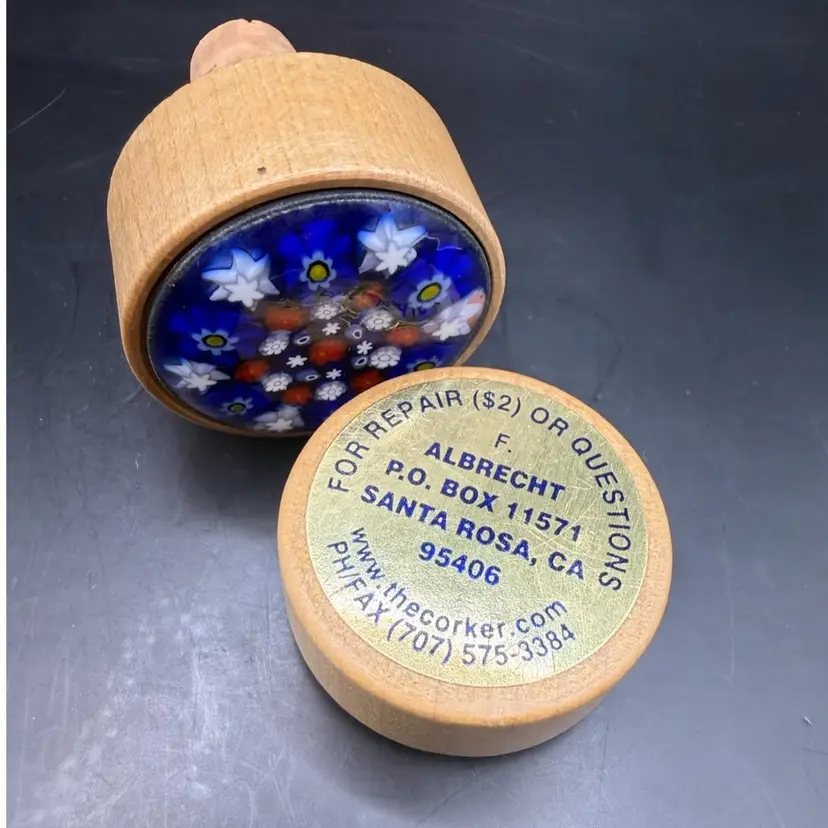 FOR REPAIR ($2) OR QUESTIONS
F.
ALBRECHT
P.O. BOX 11571
SANTA ROSA, CA
95406
www.thecorker.com
PH/FAX (707) 575-3384